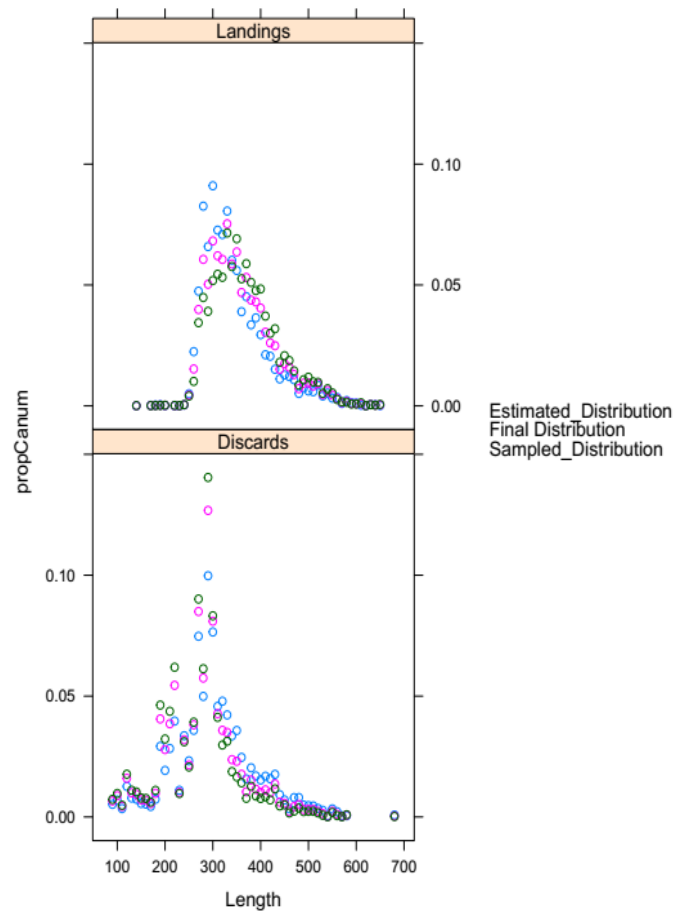 Landings
0.10
0.05
0.00
Estimated_Distribution
Final Distribution
Sampled_Distribution
propCanum
Discards
0.10
0.05
0.00
100 200 300 400 500 600 700
Length